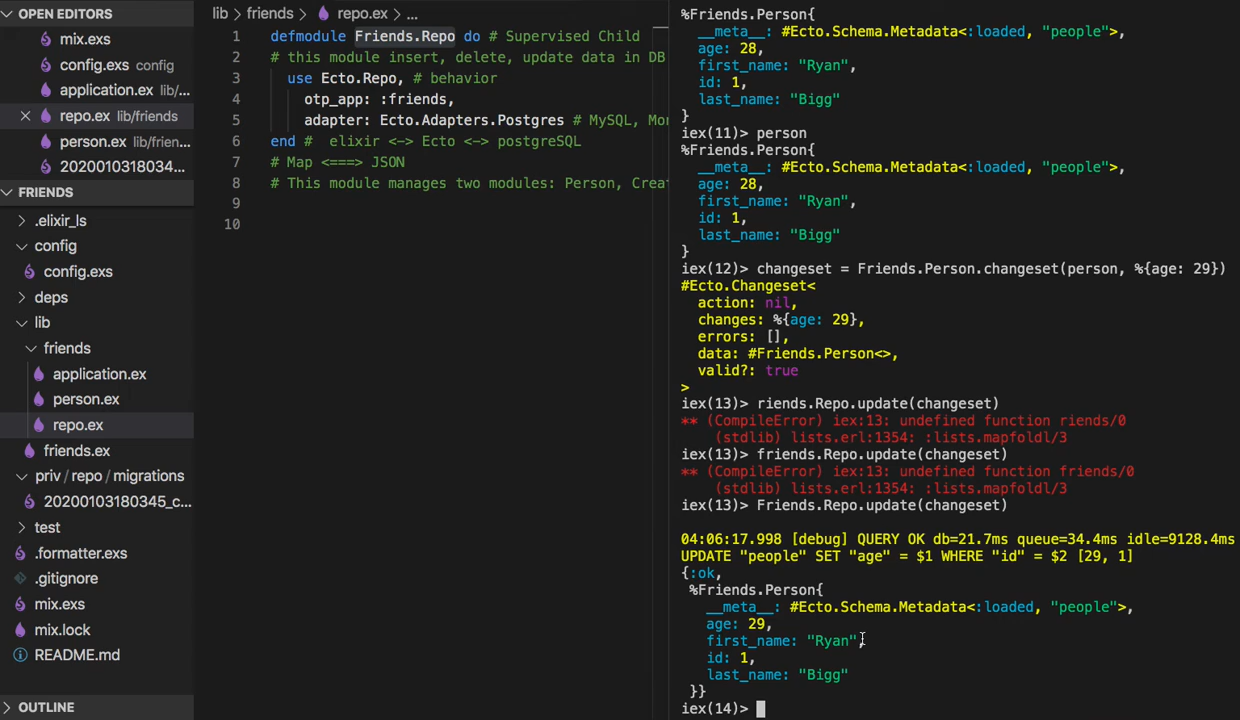 OPEN EDITORS
mix.exs
config.exs config
application.ex lib/...
repo.ex lib/friends
person.ex lib/frien...
2020010318034...
FRIENDS
.elixir_ls
config
config.exs
deps
lib
friends
application.ex
person.ex
repo.ex
friends.ex
priv / repo / migrations
20200103180345_c...
test
.formatter.exs
.gitignore
mix.exs
mix.lock
README.md
OUTLINE
lib > friends > repo.ex > ...
1 defmodule Friends.Repo do # Supervised Child
2 # this module insert, delete, update data in DB
3 use Ecto.Repo, # behavior
4 otp_app: :friends,
5 adapter: Ecto.Adapters.Postgres # MySQL, Mon
6 end # elixir <-> Ecto <-> postgreSQL
7 # Map <===> JSON
8 # This module manages two modules: Person, Creat
9
10
%Friends.Person{
__meta__: #Ecto.Schema.Metadata<:loaded, "people">,
age: 28,
first_name: "Ryan",
id: 1,
last_name: "Bigg"
}
iex(11)> person
%Friends.Person{
__meta__: #Ecto.Schema.Metadata<:loaded, "people">,
age: 28,
first_name: "Ryan",
id: 1,
last_name: "Bigg"
}
iex(12)> changeset = Friends.Person.changeset(person, %{age: 29})
#Ecto.Changeset<
action: nil,
changes: %{age: 29},
errors: [],
data: #Friends.Person<>,
valid?: true
>
iex(13)> riends.Repo.update(changeset)
** (CompileError) iex:13: undefined function riends/0
(stdlib) lists.erl:1354: :lists.mapfoldl/3
iex(13)> friends.Repo.update(changeset)
** (CompileError) iex:13: undefined function friends/0
(stdlib) lists.erl:1354: :lists.mapfoldl/3
iex(13)> Friends.Repo.update(changeset)
04:06:17.998 [debug] QUERY OK db=21.7ms queue=34.4ms idle=9128.4ms
UPDATE "people" SET "age" = $1 WHERE "id" = $2 [29, 1]
{:ok,
%Friends.Person{
__meta__: #Ecto.Schema.Metadata<:loaded, "people">,
age: 29,
first_name: "Ryan",
id: 1,
last_name: "Bigg"
}}
iex(14)>